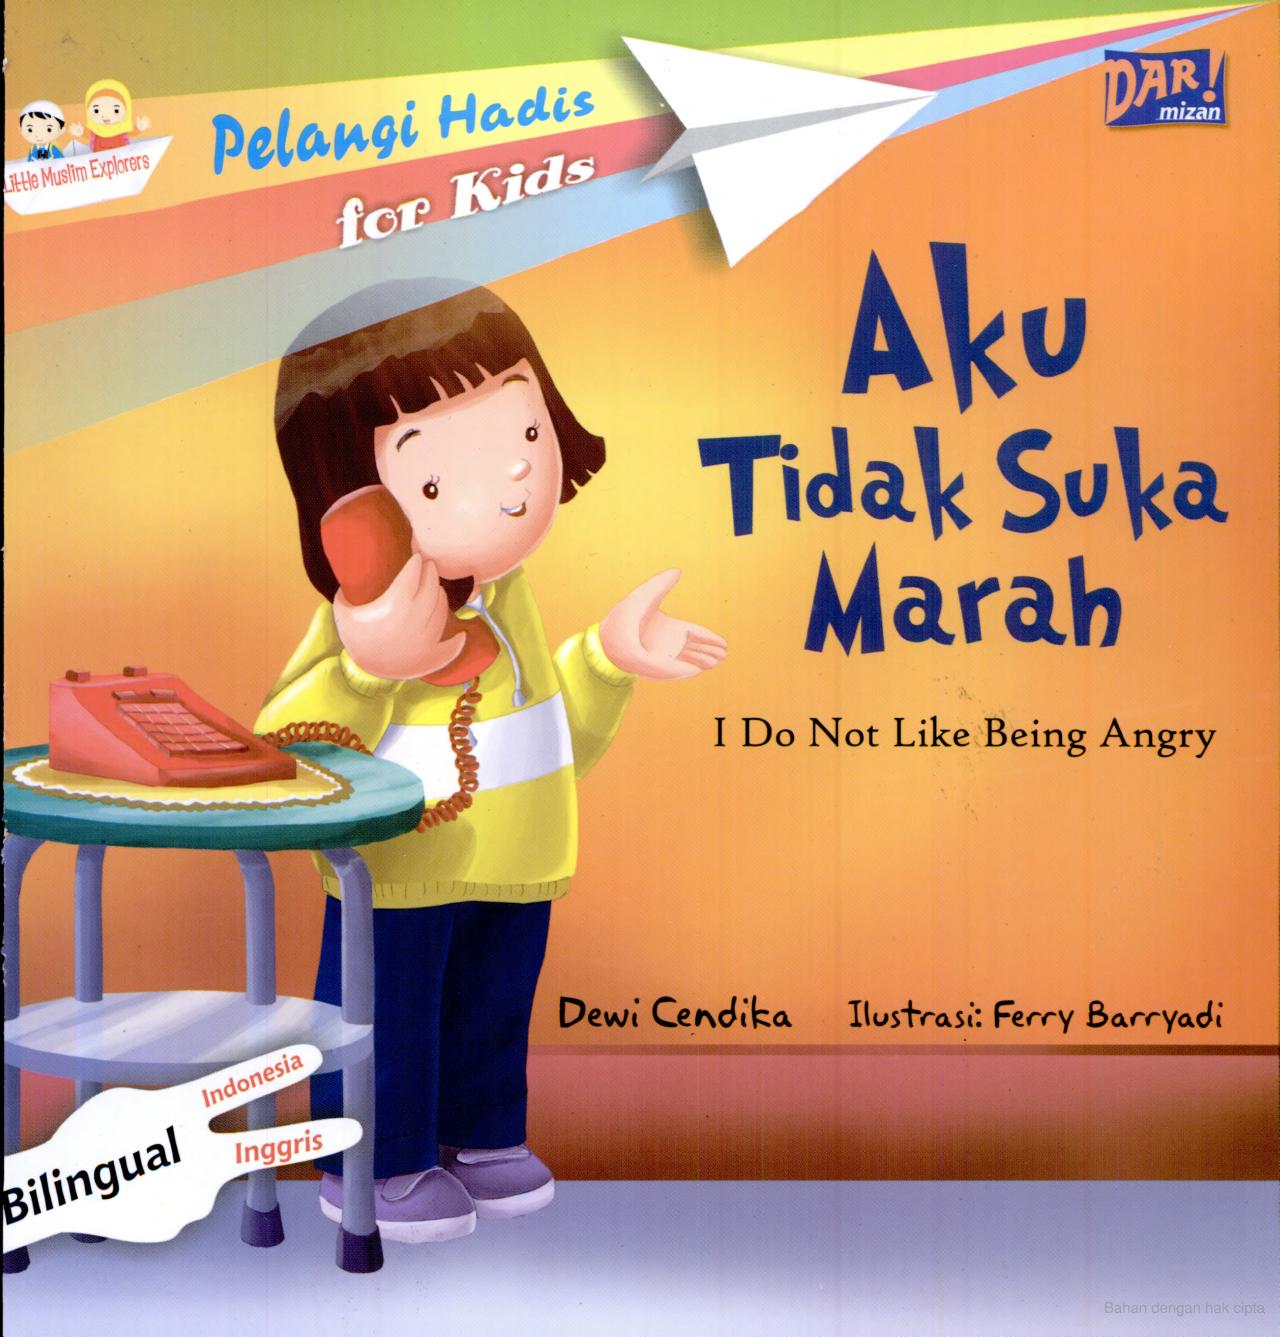 Little Muslim Explorers
Pelangi Hadis
for Kids
DAR!
mizan
Aku
Tidak Suka
Marah
I Do Not Like Being Angry
Dewi Cendika
Ilustrasi: Ferry Barryadi
Bilingual
Indonesia
Inggris
Bahan dengan hak cipta